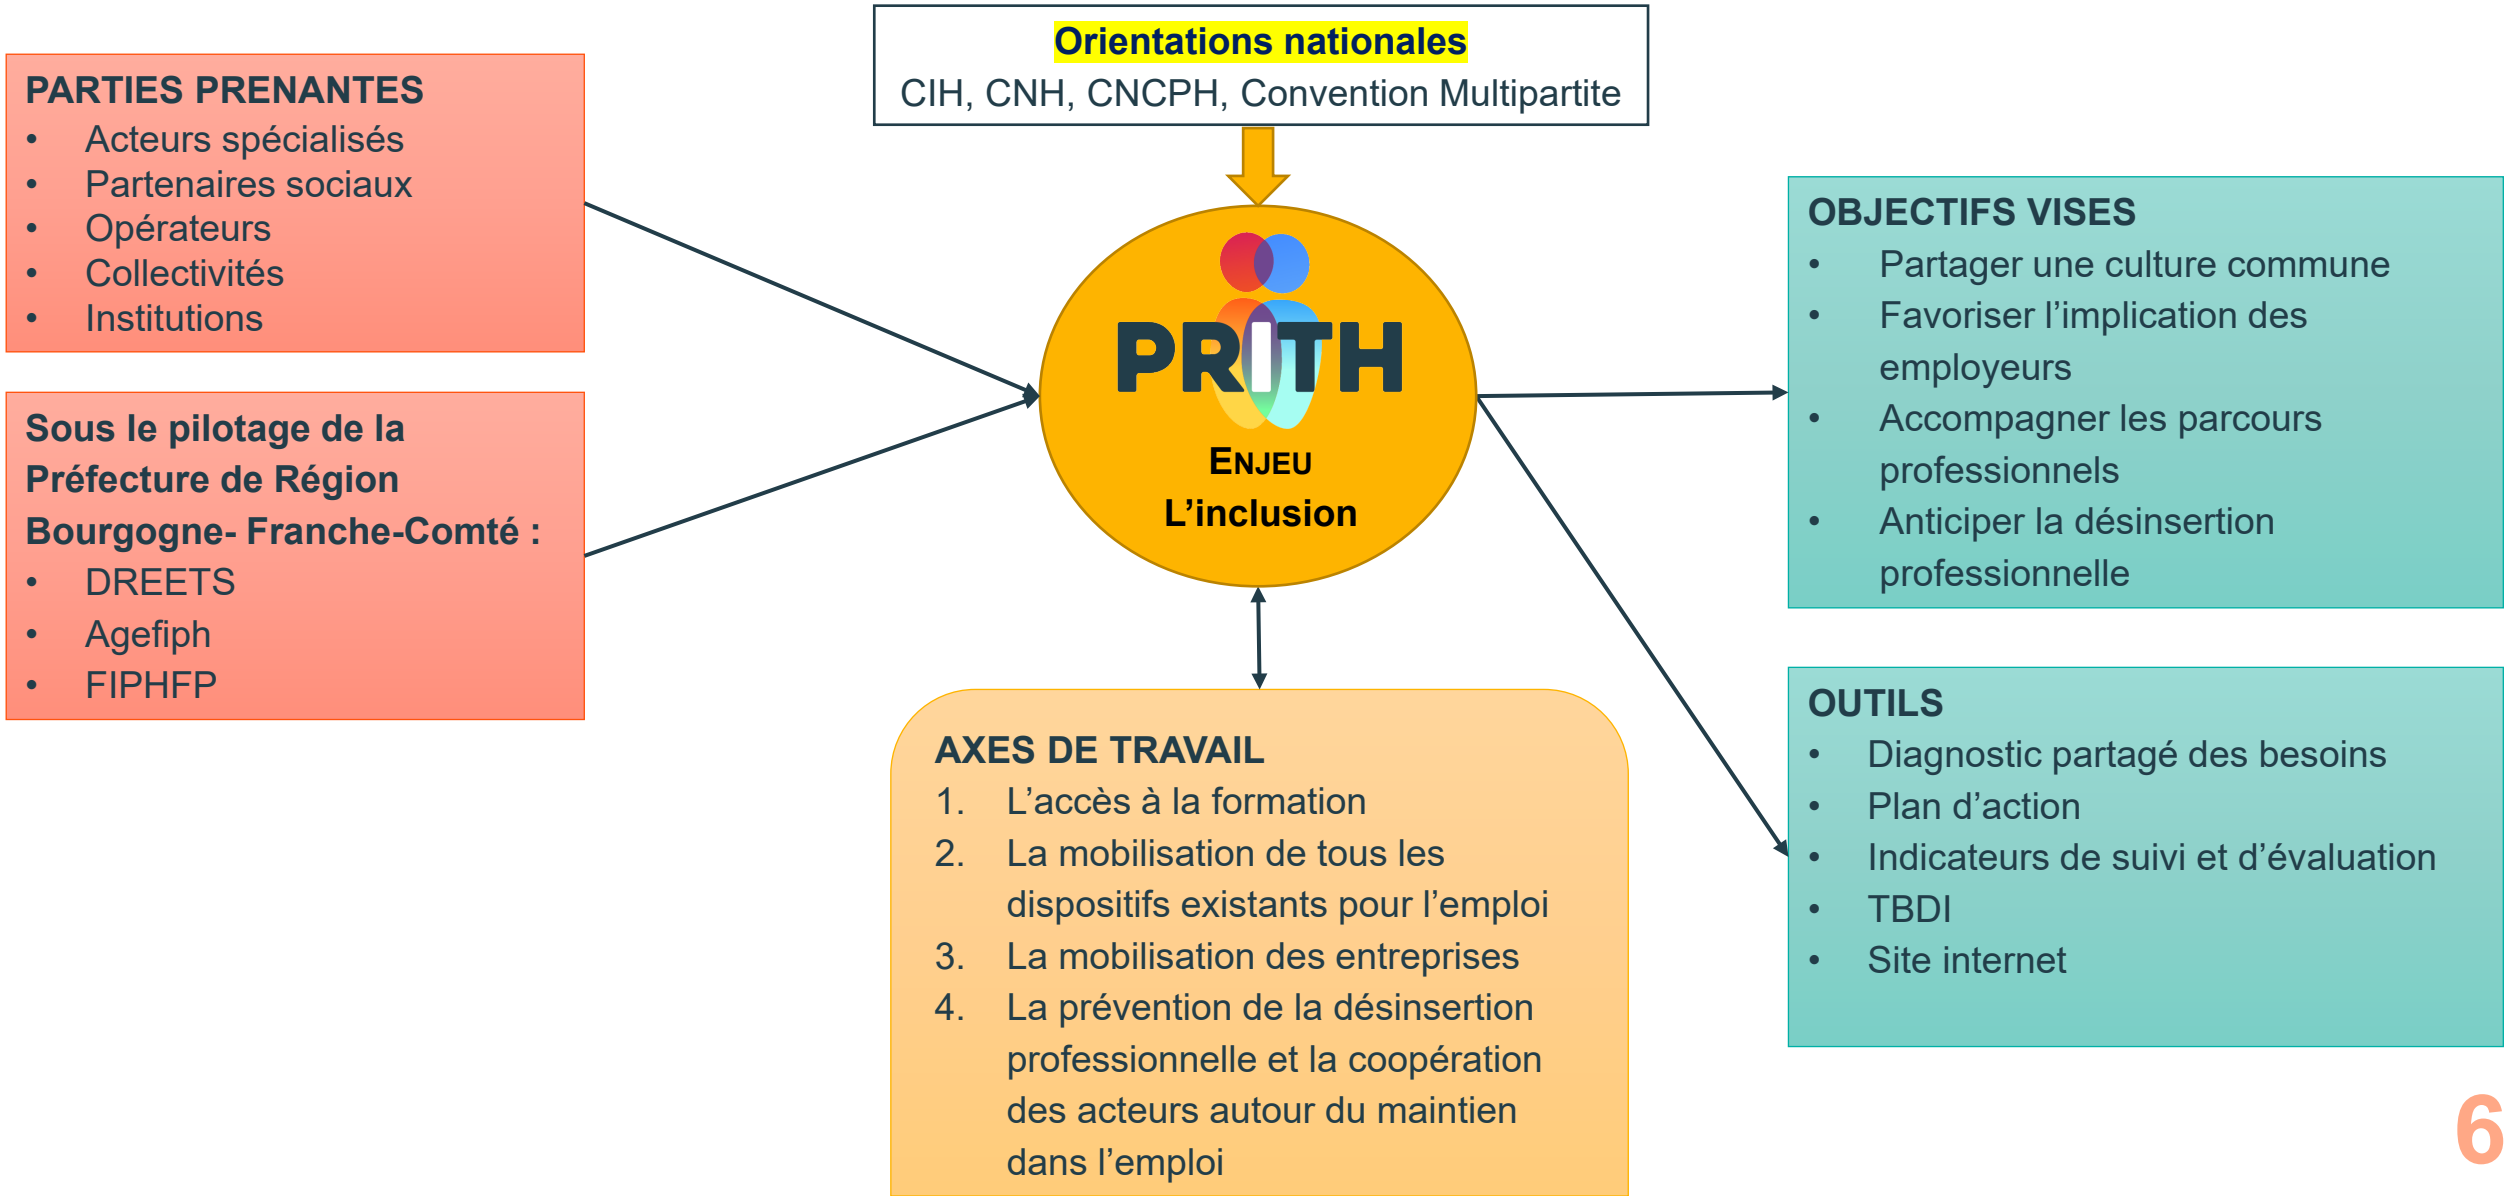 Orientations nationales
CIH, CNH, CNCPH, Convention Multipartite
PARTIES PRENANTES
• Acteurs spécialisés
• Partenaires sociaux
• Opérateurs
• Collectivités
• Institutions
Sous le pilotage de la
Préfecture de Région
Bourgogne- Franche-Comté :
• DREETS
• Agefiph
• FIPHFP
PRITH
ENJEU
L’inclusion
AXES DE TRAVAIL
1. L’accès à la formation
2. La mobilisation de tous les
dispositifs existants pour l’emploi
3. La mobilisation des entreprises
4. La prévention de la désinsertion
professionnelle et la coopération
des acteurs autour du maintien
dans l’emploi
OBJECTIFS VISES
• Partager une culture commune
• Favoriser l’implication des
employeurs
• Accompagner les parcours
professionnels
• Anticiper la désinsertion
professionnelle
OUTILS
• Diagnostic partagé des besoins
• Plan d’action
• Indicateurs de suivi et d’évaluation
• TBDI
• Site internet
6